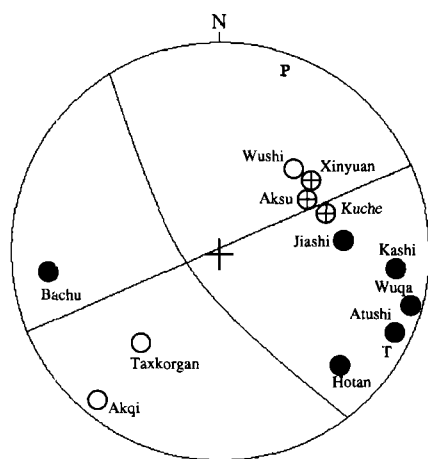 N
P
Wushi
Xinyuan
Aksu
Kuche
Jiashi
Kashi
Wuqa
Bachu
Atushi
T
Taxkorgan
Hotan
Akqi